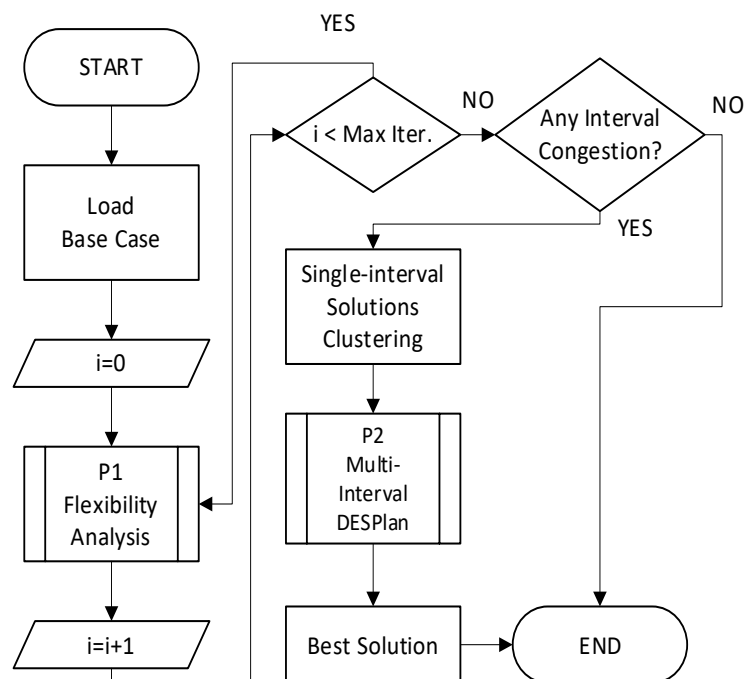 START
Load
Base Case
i=0
P1
Flexibility
Analysis
i=i+1
YES
i < Max Iter.
NO
Any Interval
Congestion?
NO
YES
Single-interval
Solutions
Clustering
P2
Multi-
Interval
DESPlan
Best Solution
END